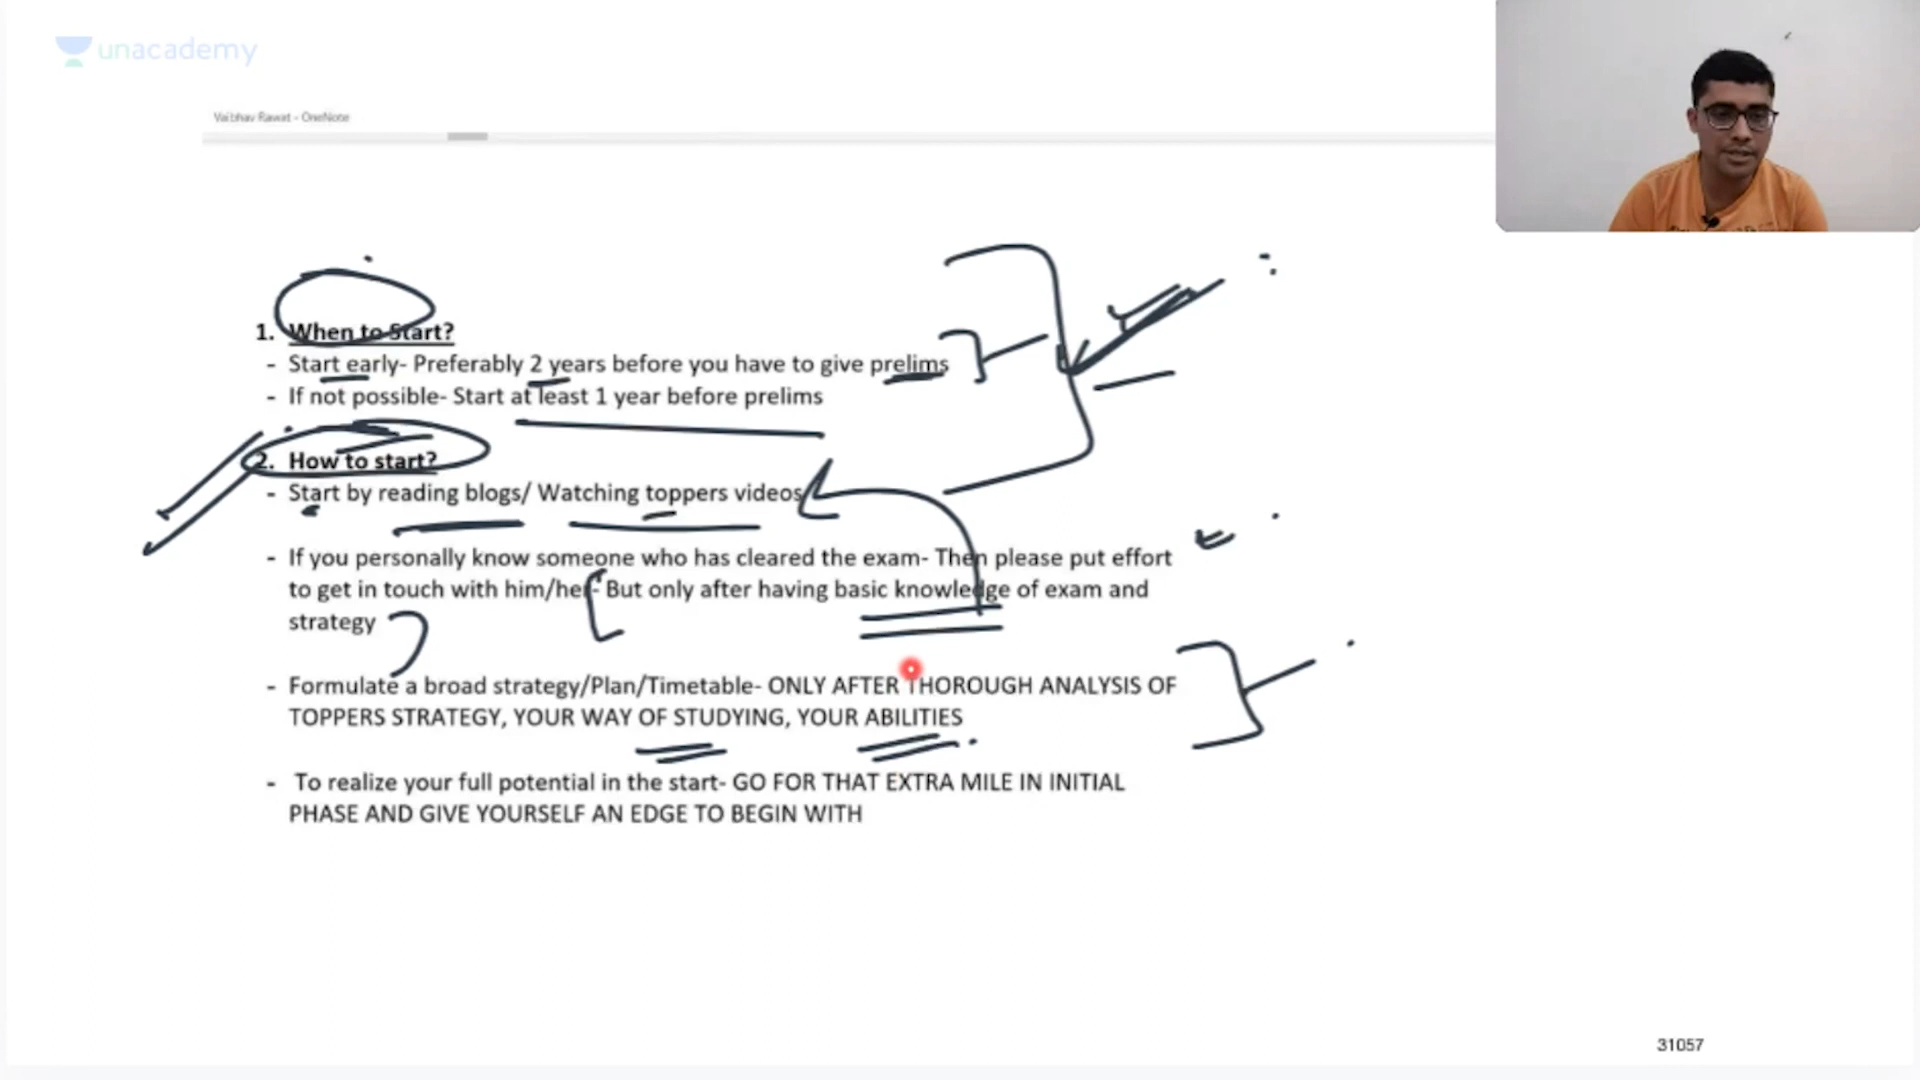 unacademy
Vaibhav Rawat - OneNote
1. When to Start?
- Start early- Preferably 2 years before you have to give prelims
- If not possible- Start at least 1 year before prelims
2. How to start?
- Start by reading blogs/ Watching toppers videos
- If you personally know someone who has cleared the exam- Then please put effort
to get in touch with him/her- But only after having basic knowledge of exam and
strategy
- Formulate a broad strategy/Plan/Timetable- ONLY AFTER THOROUGH ANALYSIS OF
TOPPERS STRATEGY, YOUR WAY OF STUDYING, YOUR ABILITIES
- To realize your full potential in the start- GO FOR THAT EXTRA MILE IN INITIAL
PHASE AND GIVE YOURSELF AN EDGE TO BEGIN WITH
31057